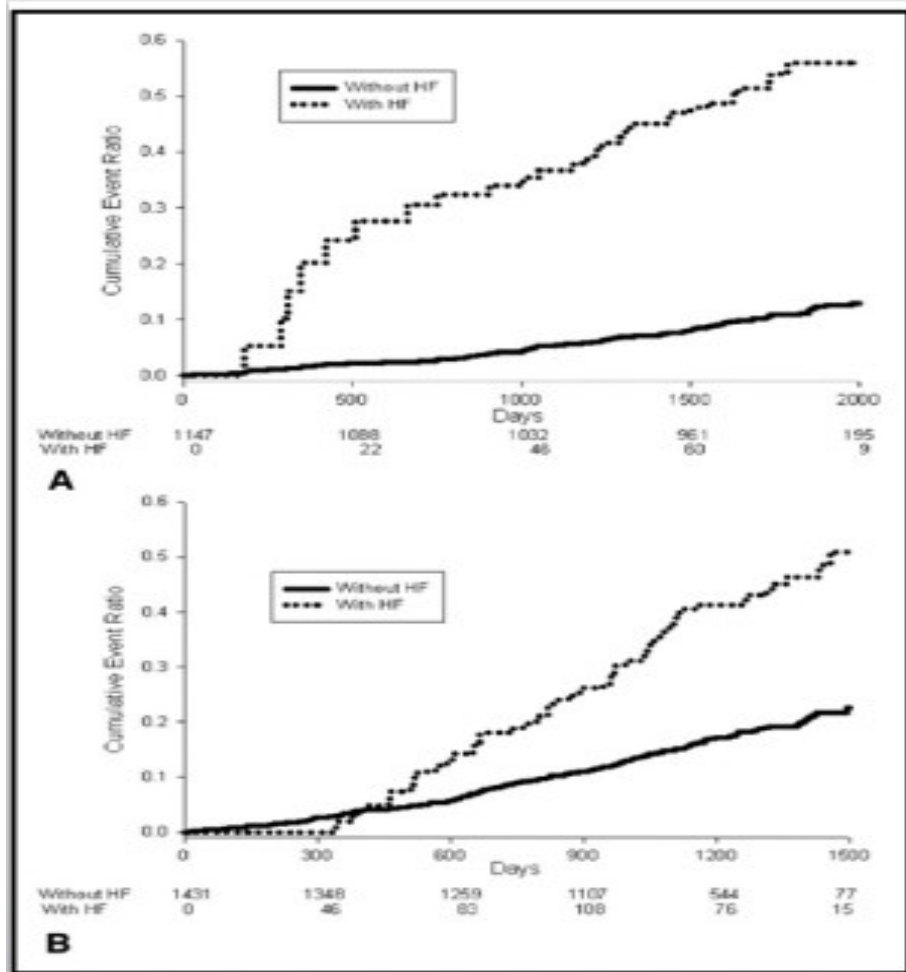 0.6
Without HF
With HF
0.5
0.4
0.3
0.2
0.1
0.0
Cumulative Event Ratio
0 500 1000 1500 2000
Days
Without HF 1147 1088 1032 961 195
With HF 0 22 46 60 9
A
0.6
0.5
Without HF
With HF
0.4
0.3
0.2
0.1
0.0
Cumulative Event Ratio
0 300 600 900 1200 1500
Days
Without HF 1431 1348 1259 1107 544 77
With HF 0 46 83 108 76 15
B